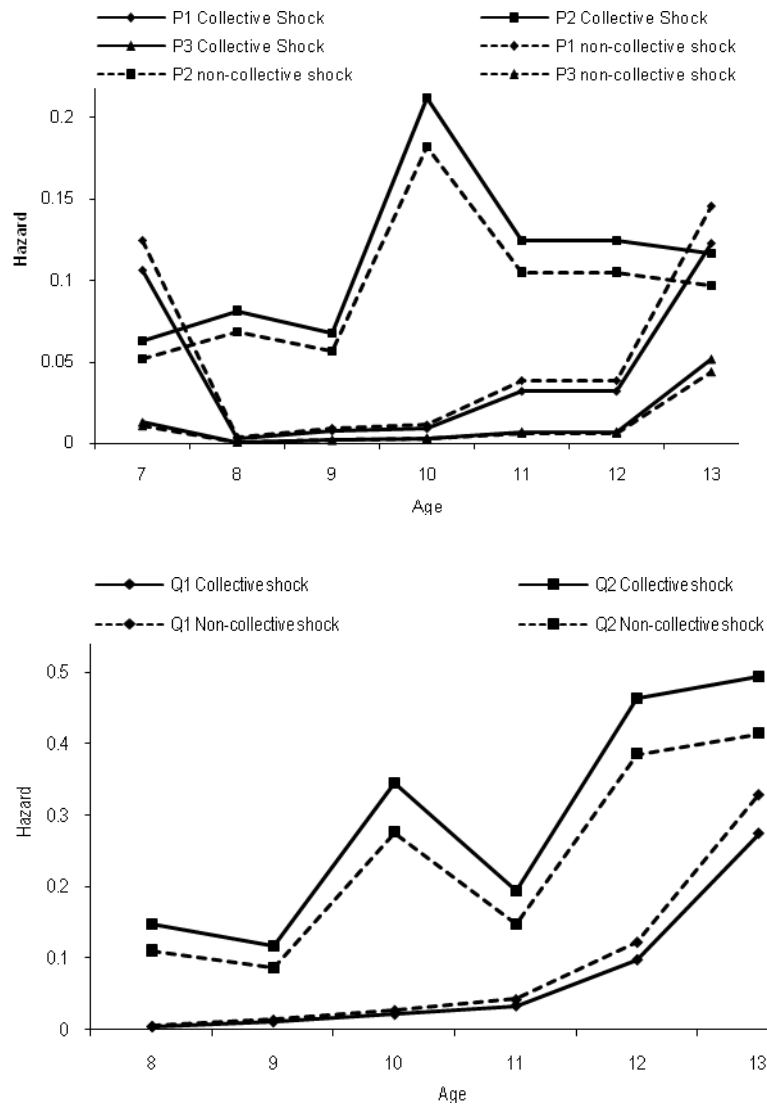 P1 Collective Shock P2 Collective Shock
P3 Collective Shock P1 non-collective shock
P2 non-collective shock P3 non-collective shock
0.2
0.15
0.1
0.05
0
Hazard
7 8 9 10 11 12 13
Age
Q1 Collective shock Q2 Collective shock
Q1 Non-collective shock Q2 Non-collective shock
0.5
0.4
0.3
0.2
0.1
0
Hazard
8 9 10 11 12 13
Age